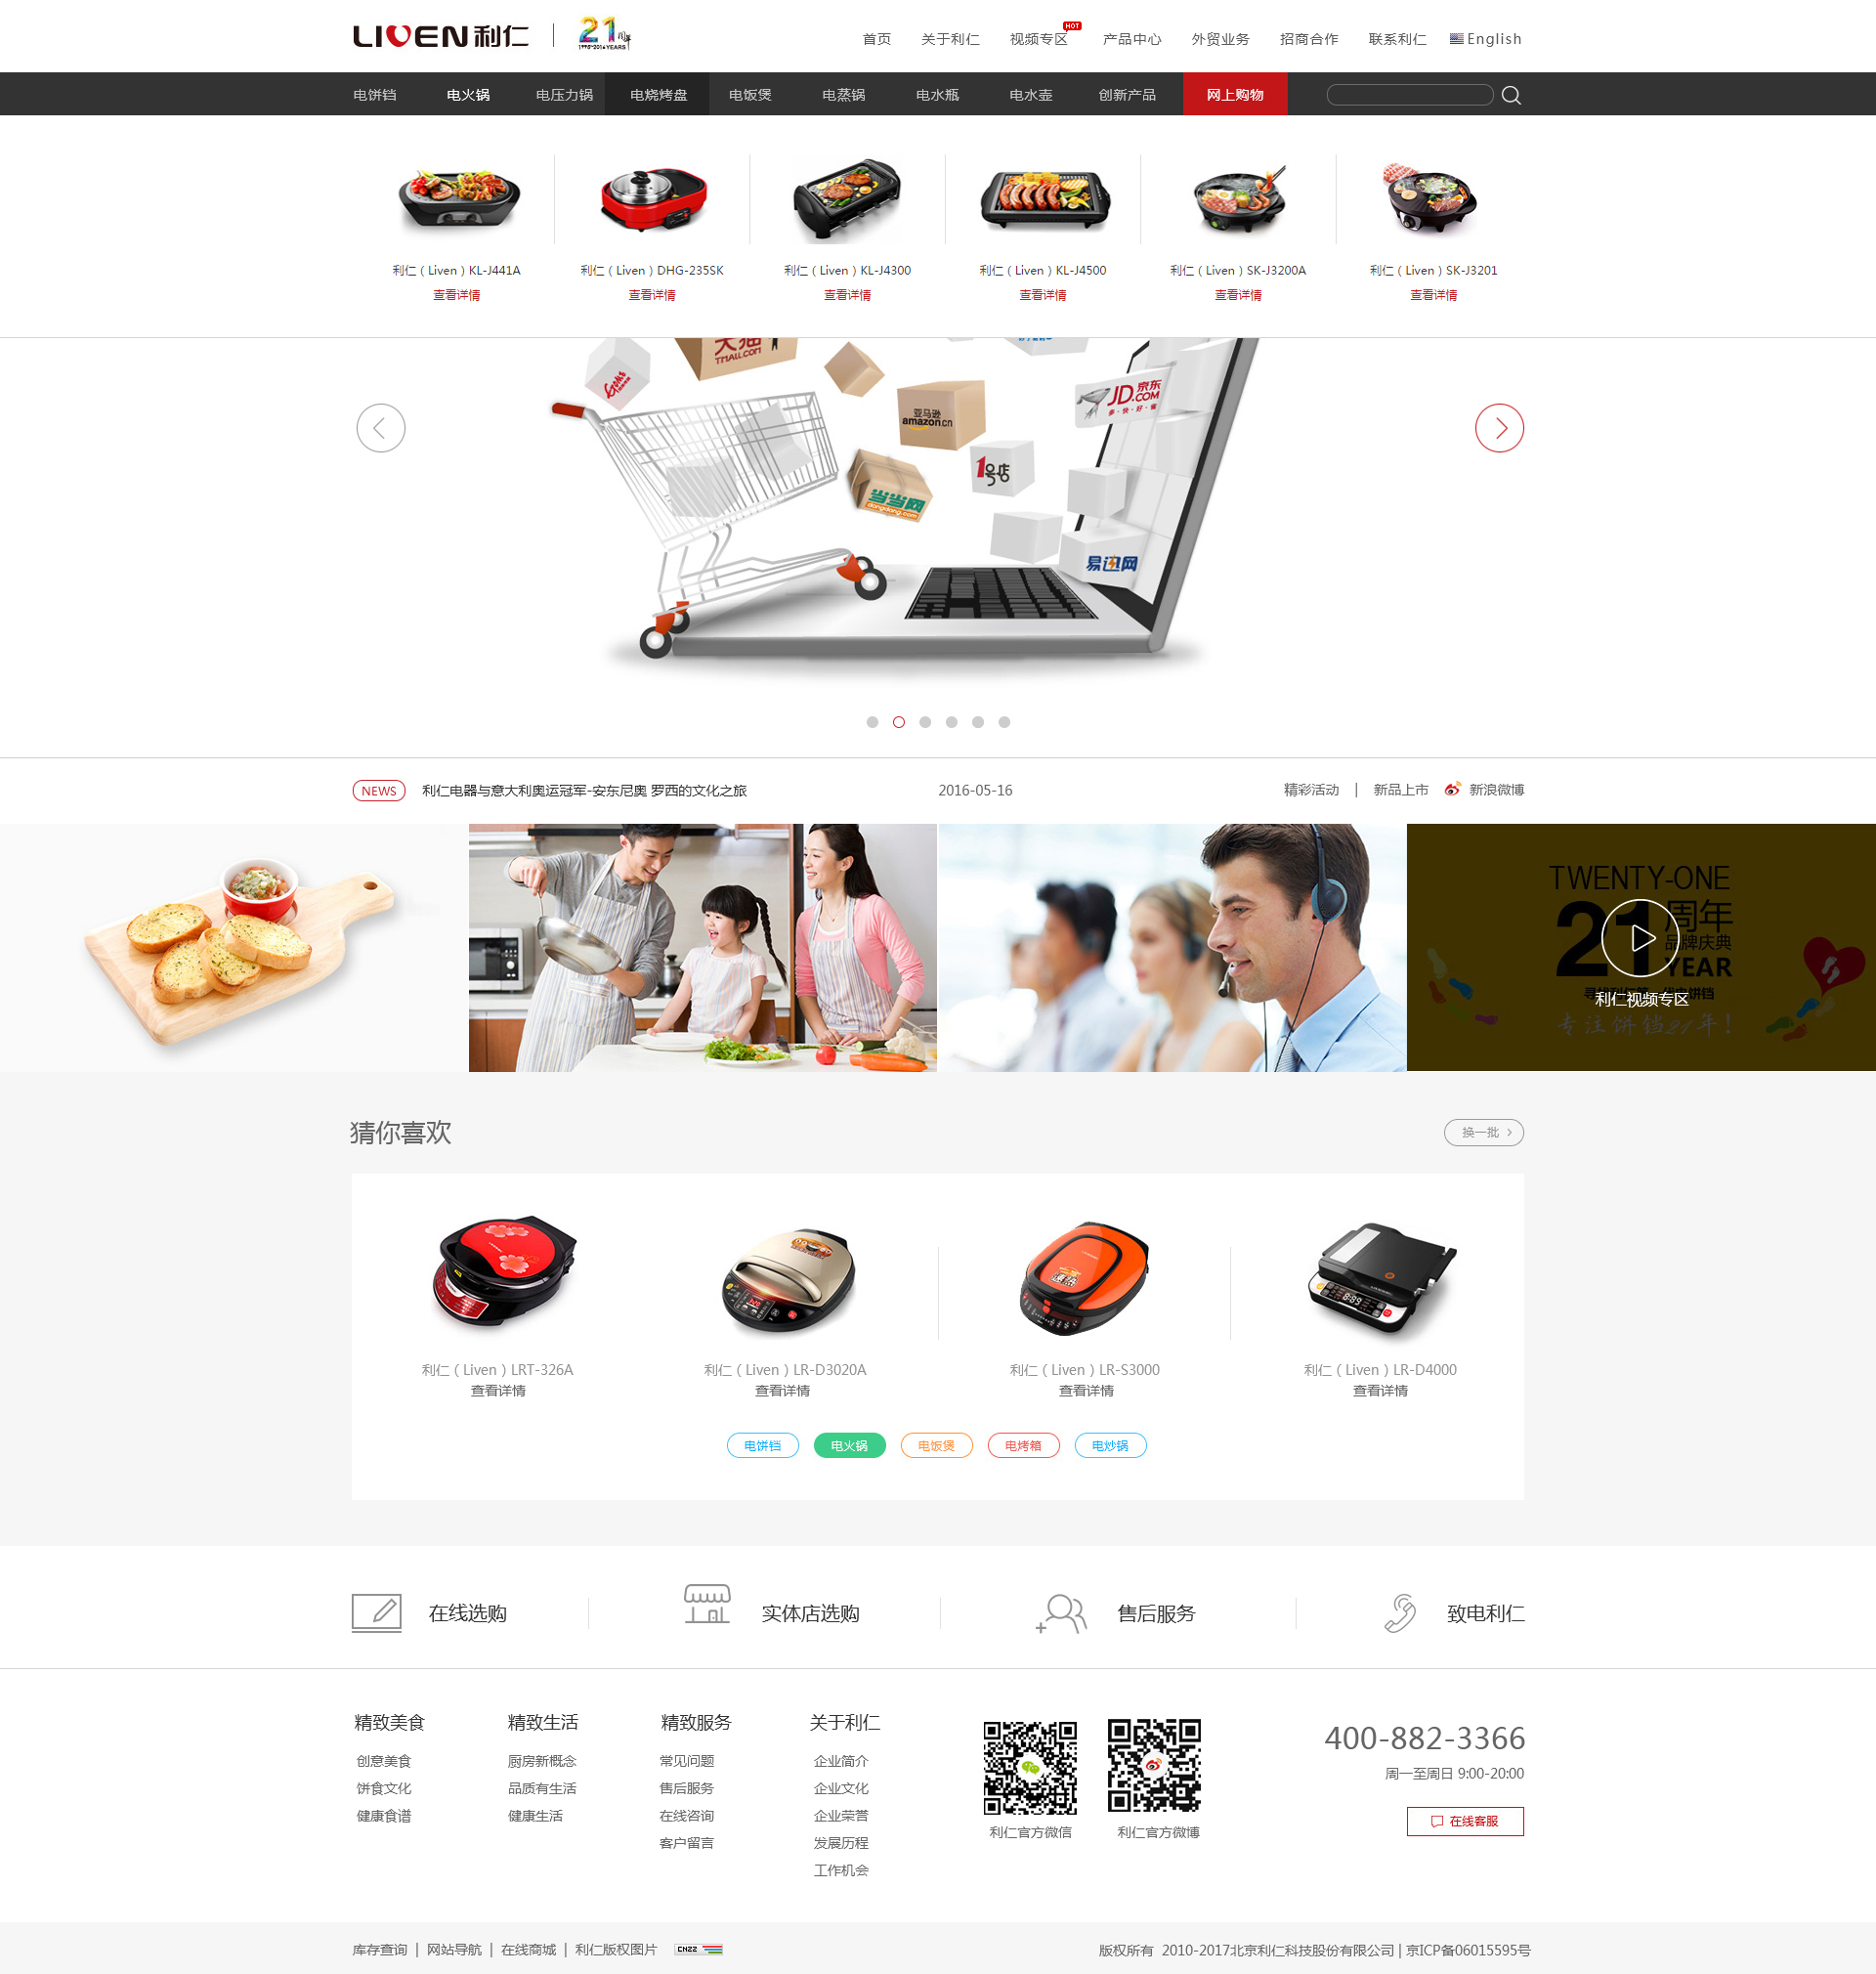 LIVEN利仁
21周年
1995-2016 YEARS
首页 关于利仁 视频专区 HOT 产品中心 外贸业务 招商合作 联系利仁 English
电饼铛 电火锅 电压力锅 电烧烤盘 电饭煲 电蒸锅 电水瓶 电水壶 创新产品 网上购物
利仁（Liven）KL-J441A 利仁（Liven）DHG-235SK 利仁（Liven）KL-J4300 利仁（Liven）KL-J4500 利仁（Liven）SK-J3200A 利仁（Liven）SK-J3201
查看详情 查看详情 查看详情 查看详情 查看详情 查看详情
天猫
TMALL.COM
JD.COM 京东
多·快·好·省
亚马逊
amazon.cn
1号店
当当网
dangdang.com
易迅网
NEWS 利仁电器与意大利奥运冠军-安东尼奥 罗西的文化之旅 2016-05-16 精彩活动 | 新品上市 新浪微博
TWENTY-ONE
21周年
品牌庆典
YEAR
利仁视频专区
专注饼铛21年！
猜你喜欢 换一批 ›
利仁（Liven）LRT-326A 利仁（Liven）LR-D3020A 利仁（Liven）LR-S3000 利仁（Liven）LR-D4000
查看详情 查看详情 查看详情 查看详情
电饼铛 电火锅 电饭煲 电烤箱 电炒锅
在线选购 实体店选购 售后服务 致电利仁
精致美食 精致生活 精致服务 关于利仁
400-882-3366
创意美食 厨房新概念 常见问题 企业简介
周一至周日 9:00-20:00
饼食文化 品质有生活 售后服务 企业文化
健康食谱 健康生活 在线咨询 企业荣誉
在线客服
利仁官方微信 利仁官方微博
客户留言 发展历程
工作机会
库存查询 | 网站导航 | 在线商城 | 利仁版权图片 CNZZ
版权所有 2010-2017北京利仁科技股份有限公司 | 京ICP备06015595号